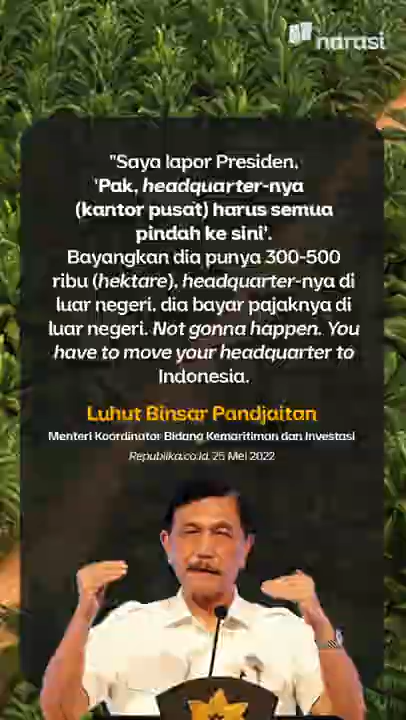 narasi
"Saya lapor Presiden,
'Pak, headquarter-nya
(kantor pusat) harus semua
pindah ke sini'.
Bayangkan dia punya 300-500
ribu (hektare), headquarter-nya di
luar negeri, dia bayar pajaknya di
luar negeri. Not gonna happen. You
have to move your headquarter to
Indonesia.
Luhut Binsar Pandjaitan
Menteri Koordinator Bidang Kemaritiman dan Investasi
Republika.co.id, 25 Mei 2022